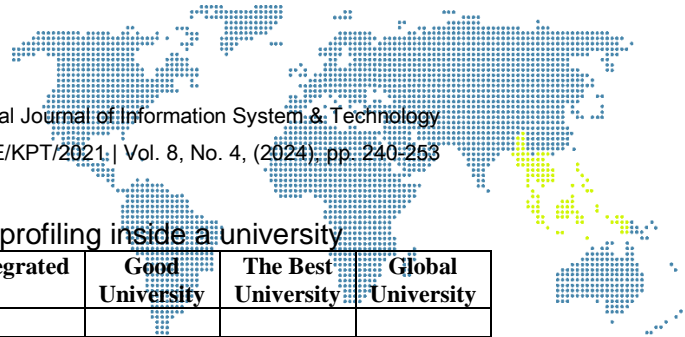 al Journal of Information System & Technology
E/KPT/2021 | Vol. 8, No. 4, (2024), pp. 240-253
profiling inside a university
egrated Good University The Best University Global University